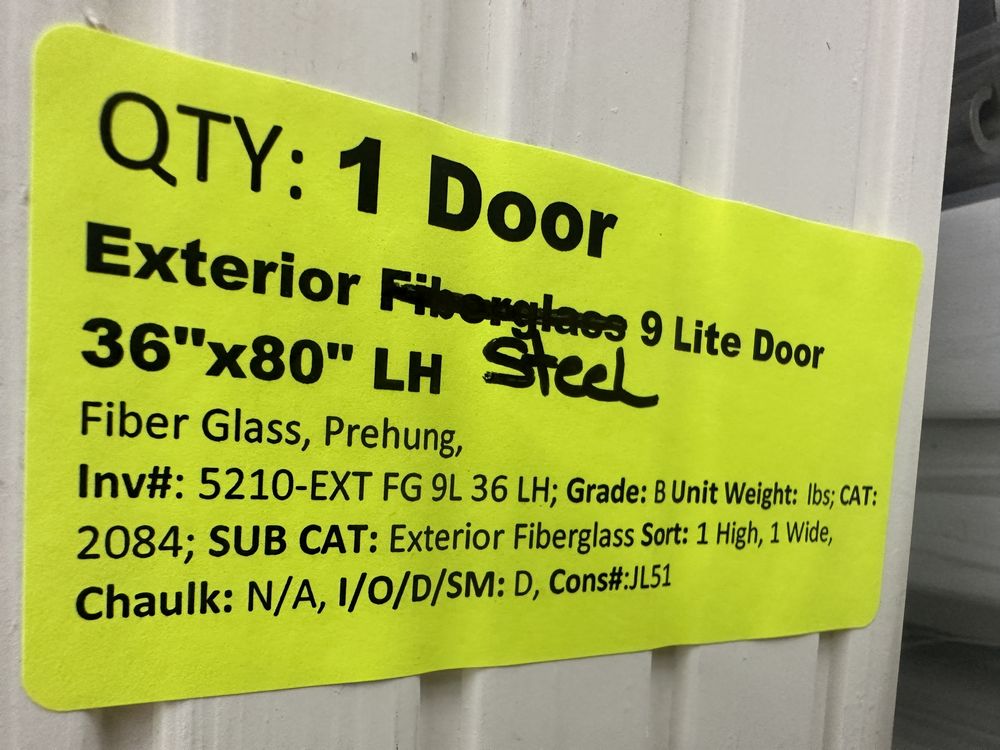 QTY: 1 Door
Exterior Fiberglass 9 Lite Door
36"x80" LH Steel
Fiber Glass, Prehung,
Inv#: 5210-EXT FG 9L 36 LH; Grade: B Unit Weight: lbs; CAT:
2084; SUB CAT: Exterior Fiberglass Sort: 1 High, 1 Wide,
Chaulk: N/A, I/O/D/SM: D, Cons#:JL51